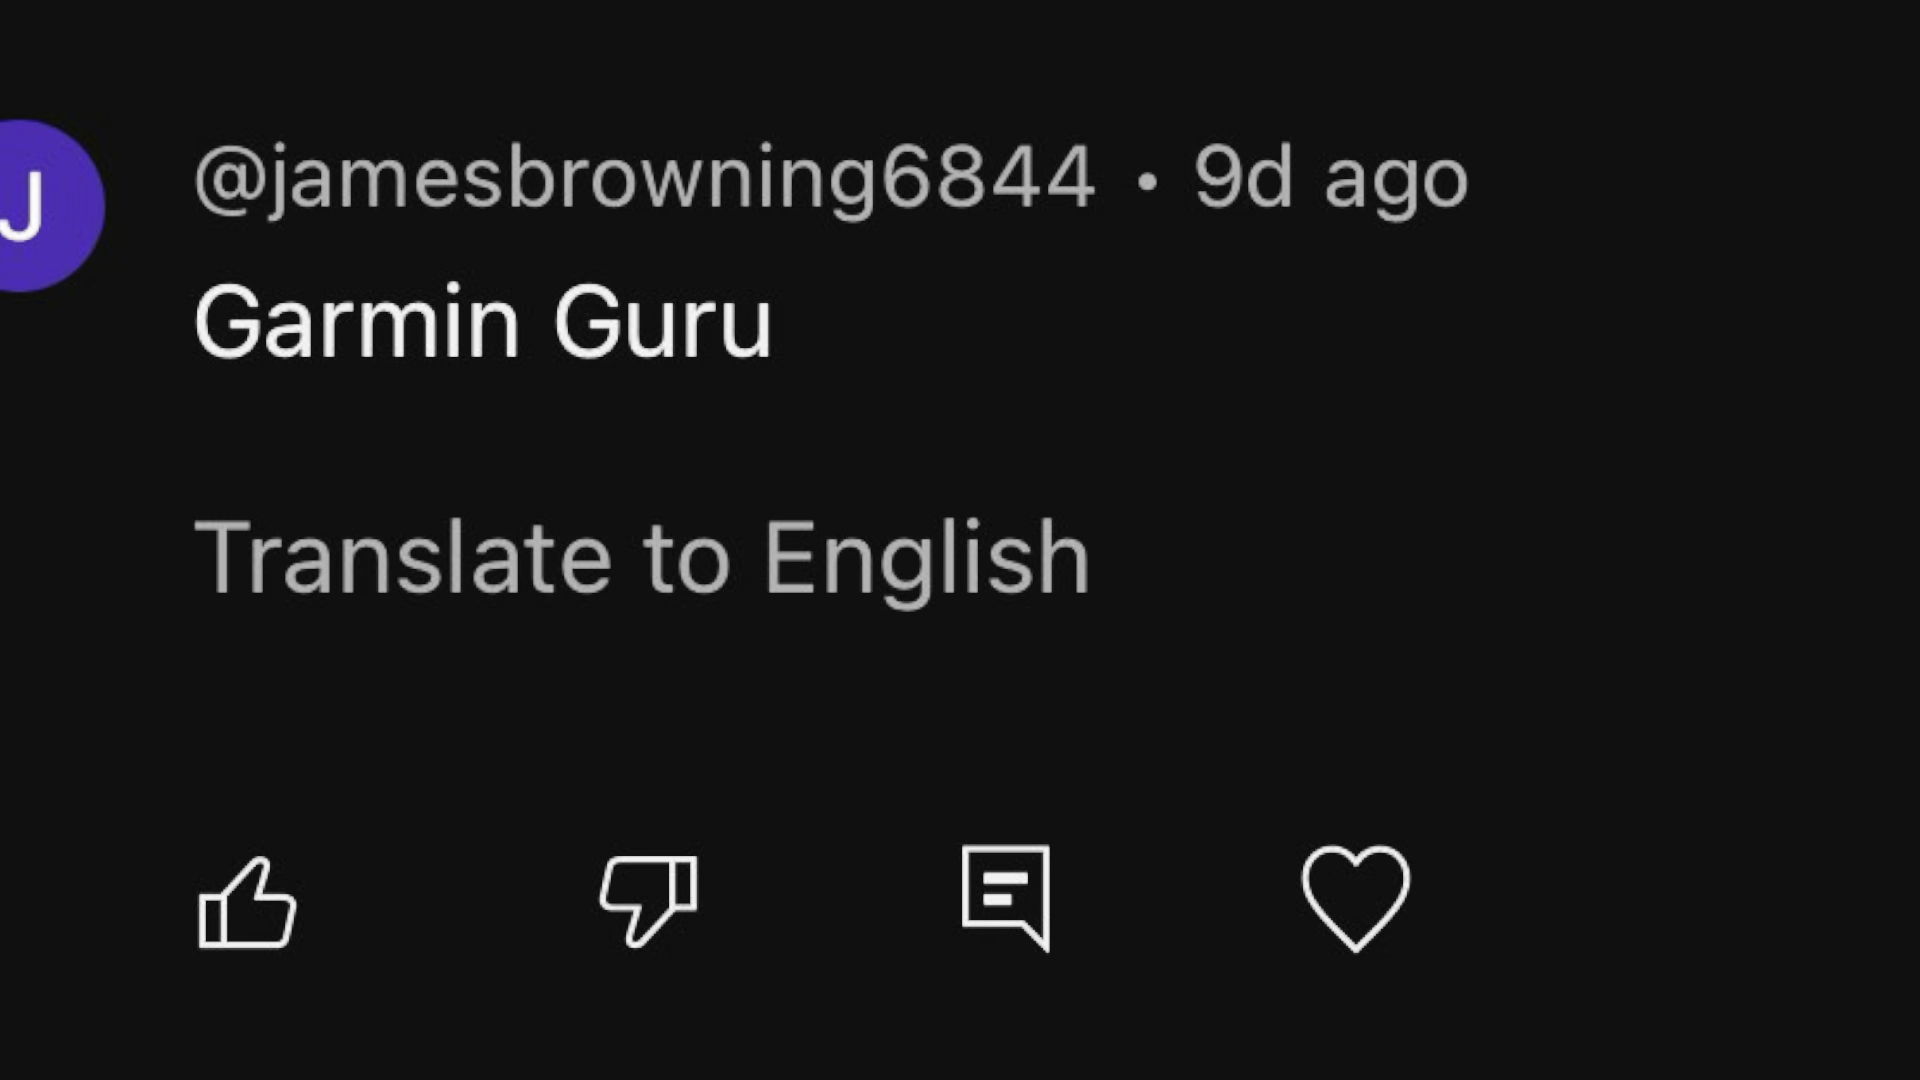 J
@jamesbrowning6844 • 9d ago
Garmin Guru
Translate to English